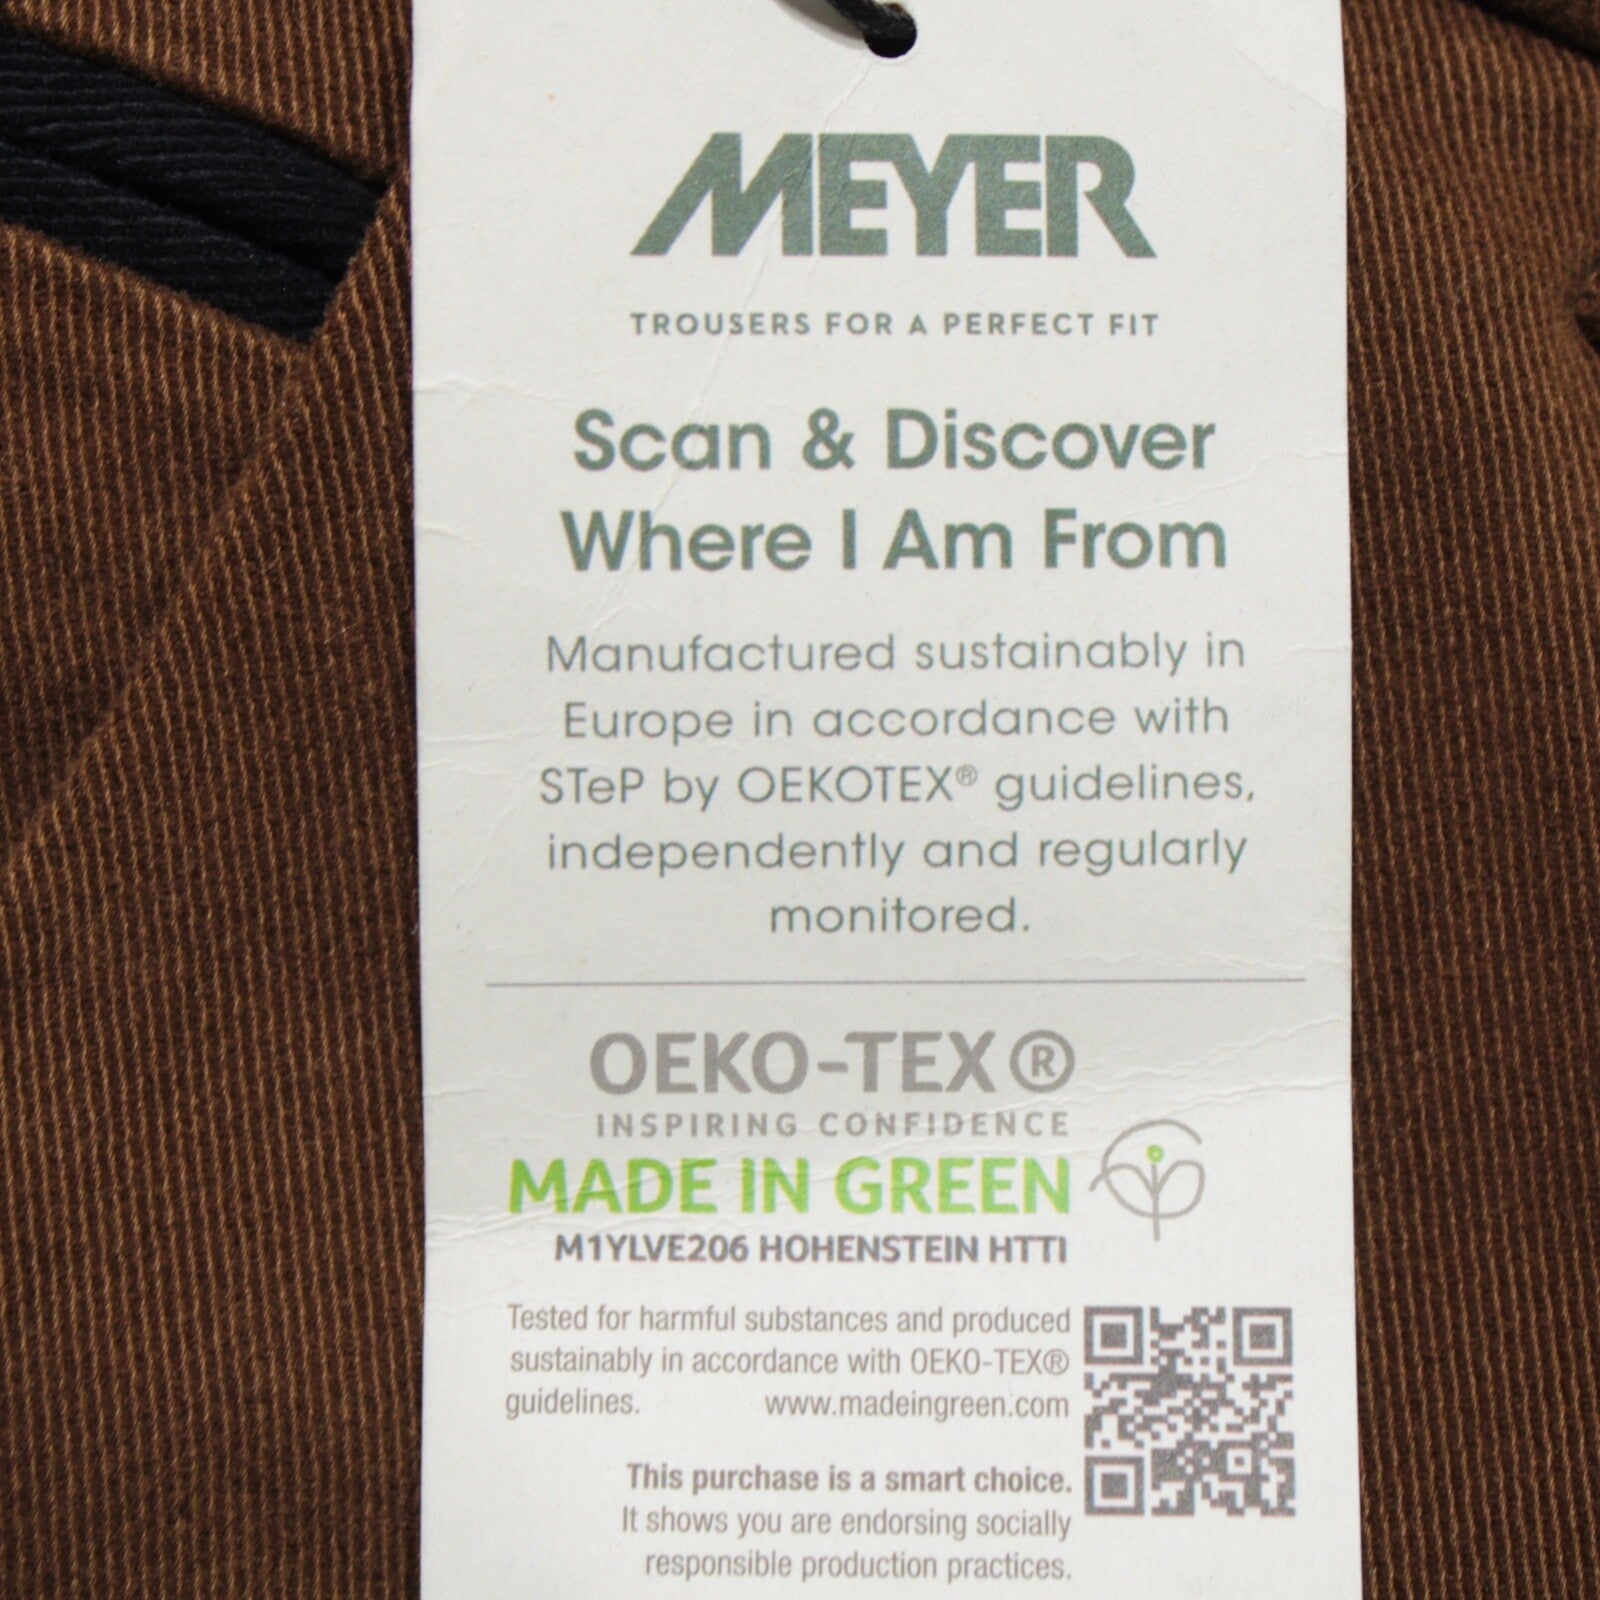 MEYER
TROUSERS FOR A PERFECT FIT
Scan & Discover
Where I Am From
Manufactured sustainably in
Europe in accordance with
STeP by OEKOTEX® guidelines,
independently and regularly
monitored.
OEKO-TEX®
INSPIRING CONFIDENCE
MADE IN GREEN
M1YLVE206 HOHENSTEIN HTTI
Tested for harmful substances and produced
sustainably in accordance with OEKO-TEX®
guidelines. www.madeingreen.com
This purchase is a smart choice.
It shows you are endorsing socially
responsible production practices.